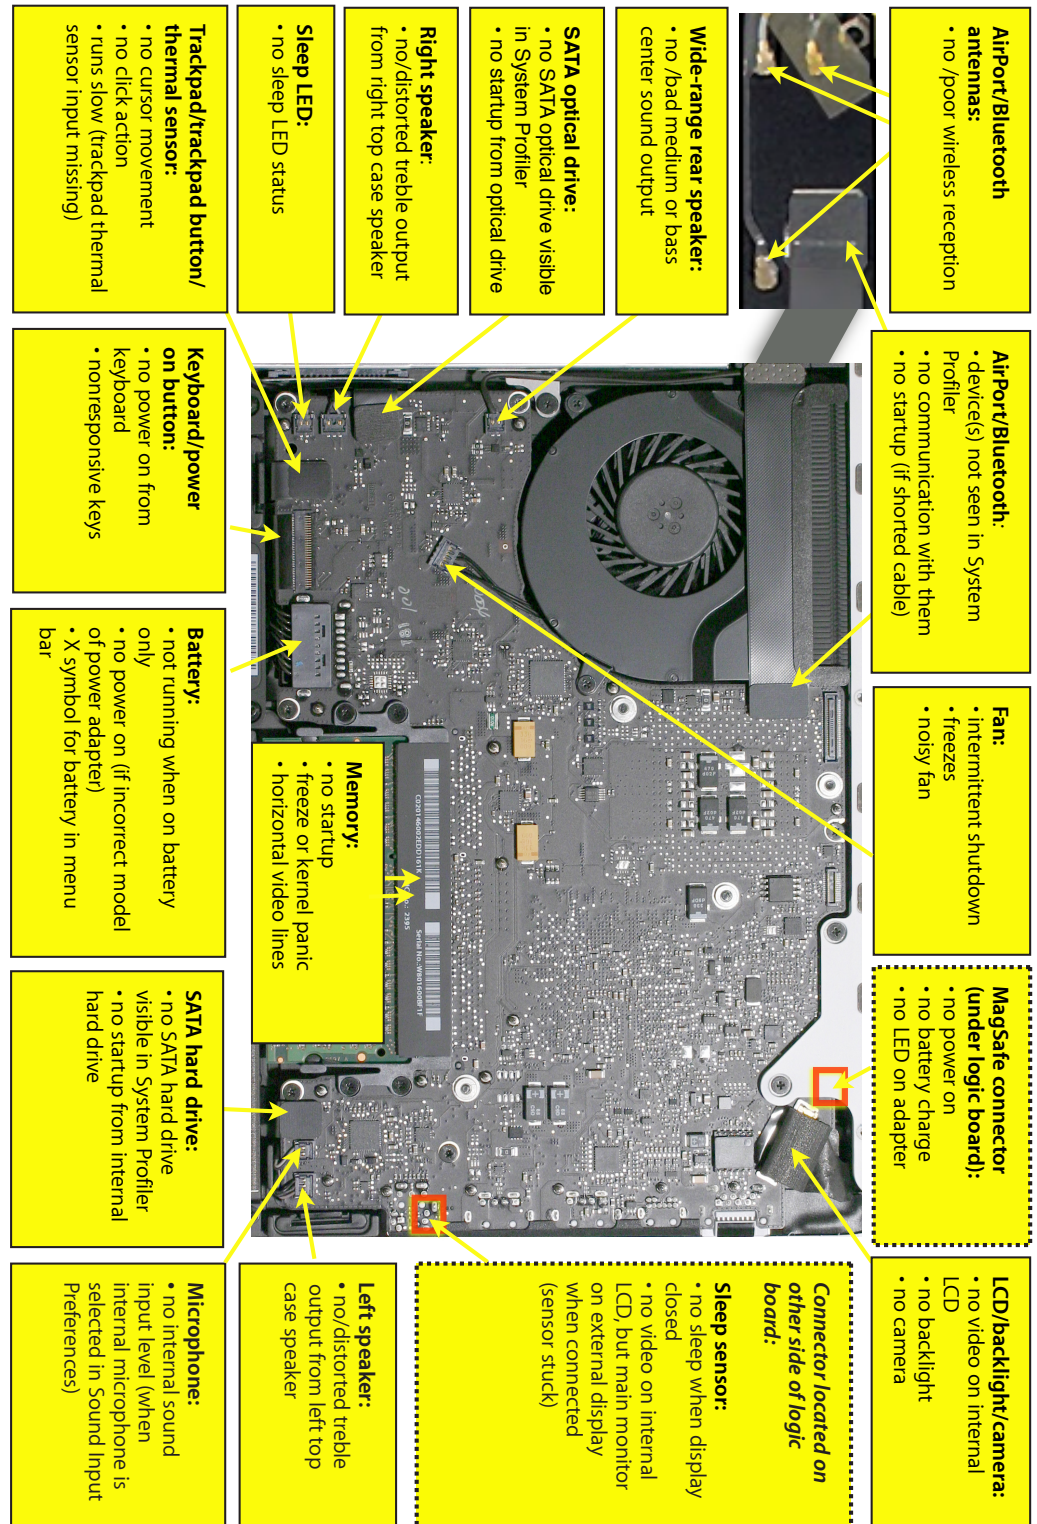 AirPort/Bluetooth
antennas:
• no /poor wireless reception
AirPort/Bluetooth:
• device(s) not seen in System
Profiler
• no communication with them
• no startup (if shorted cable)
Fan:
• intermittent shutdown
• freezes
• noisy fan
MagSafe connector
(under logic board):
• no power on
• no battery charge
• no LED on adapter
LCD/backlight/camera:
• no video on internal
LCD
• no backlight
• no camera
Wide-range rear speaker:
• no /bad medium or bass
center sound output
SATA optical drive:
• no SATA optical drive visible
in System Profiler
• no startup from optical drive
Right speaker:
• no/distorted treble output
from right top case speaker
Sleep LED:
• no sleep LED status
Trackpad/trackpad button/
thermal sensor:
• no cursor movement
• no click action
• runs slow (trackpad thermal
sensor input missing)
Connector located on
other side of logic
board:
Sleep sensor:
• no sleep when display
closed
• no video on internal
LCD, but main monitor
on external display
when connected
(sensor stuck)
Serial No.:
Memory:
• no startup
• freeze or kernel panic
• horizontal video lines
Left speaker:
• no/distorted treble
output from left top
case speaker
Keyboard/power
on button:
• no power on from
keyboard
• nonresponsive keys
Battery:
• not running when on battery
only
• no power on (if incorrect model
of power adapter)
• X symbol for battery in menu
bar
SATA hard drive:
• no SATA hard drive
visible in System Profiler
• no startup from internal
hard drive
Microphone:
• no internal sound
input level (when
internal microphone is
selected in Sound Input
Preferences)